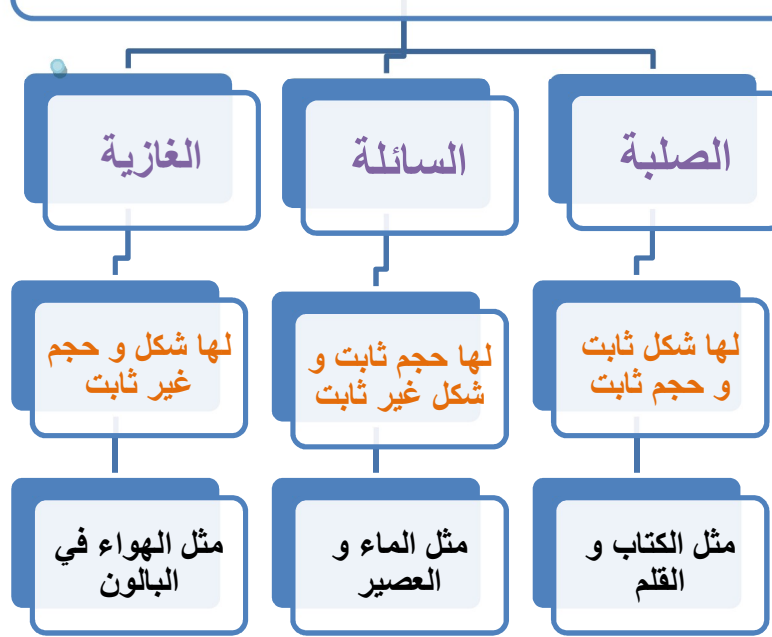 الصلبة
السائلة
الغازية
لها شكل ثابت
و حجم ثابت
لها حجم ثابت و
شكل غير ثابت
لها شكل و حجم
غير ثابت
مثل الكتاب و
القلم
مثل الماء و
العصير
مثل الهواء في
البالون